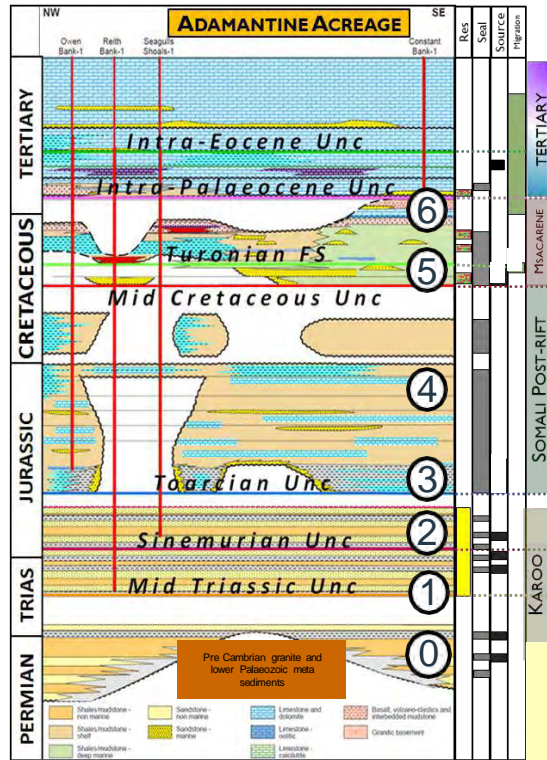 NW
ADAMANTINE ACREAGE
SE
Owen Bank-1
Reith Bank-1
Seagulls Shoals-1
Constant Bank-1
Res
Seal
Source
Migration
TERTIARY
Intra-Eocene Unc
Intra-Palaeocene Unc
TERTIARY
6
CRETACEOUS
Turonian FS
5
Mid Cretaceous Unc
MSACARENE
JURASSIC
4
Toarcian Unc
3
SOMALI POST-RIFT
Sinemurian Unc
2
TRIAS
Mid Triassic Unc
1
KAROO
PERMIAN
0
Pre Cambrian granite and
lower Palaeozoic meta
sediments
Shales/mudstone - non marine
Sandstone - non marine
Limestone and dolomite
Basalt, volcano-clastics and interbedded mudstone
Shales/mudstone - shelf
Sandstone - marine
Limestone - oolitic
Granitic basement
Shales/mudstone - deep marine
Limestone - calcilutite